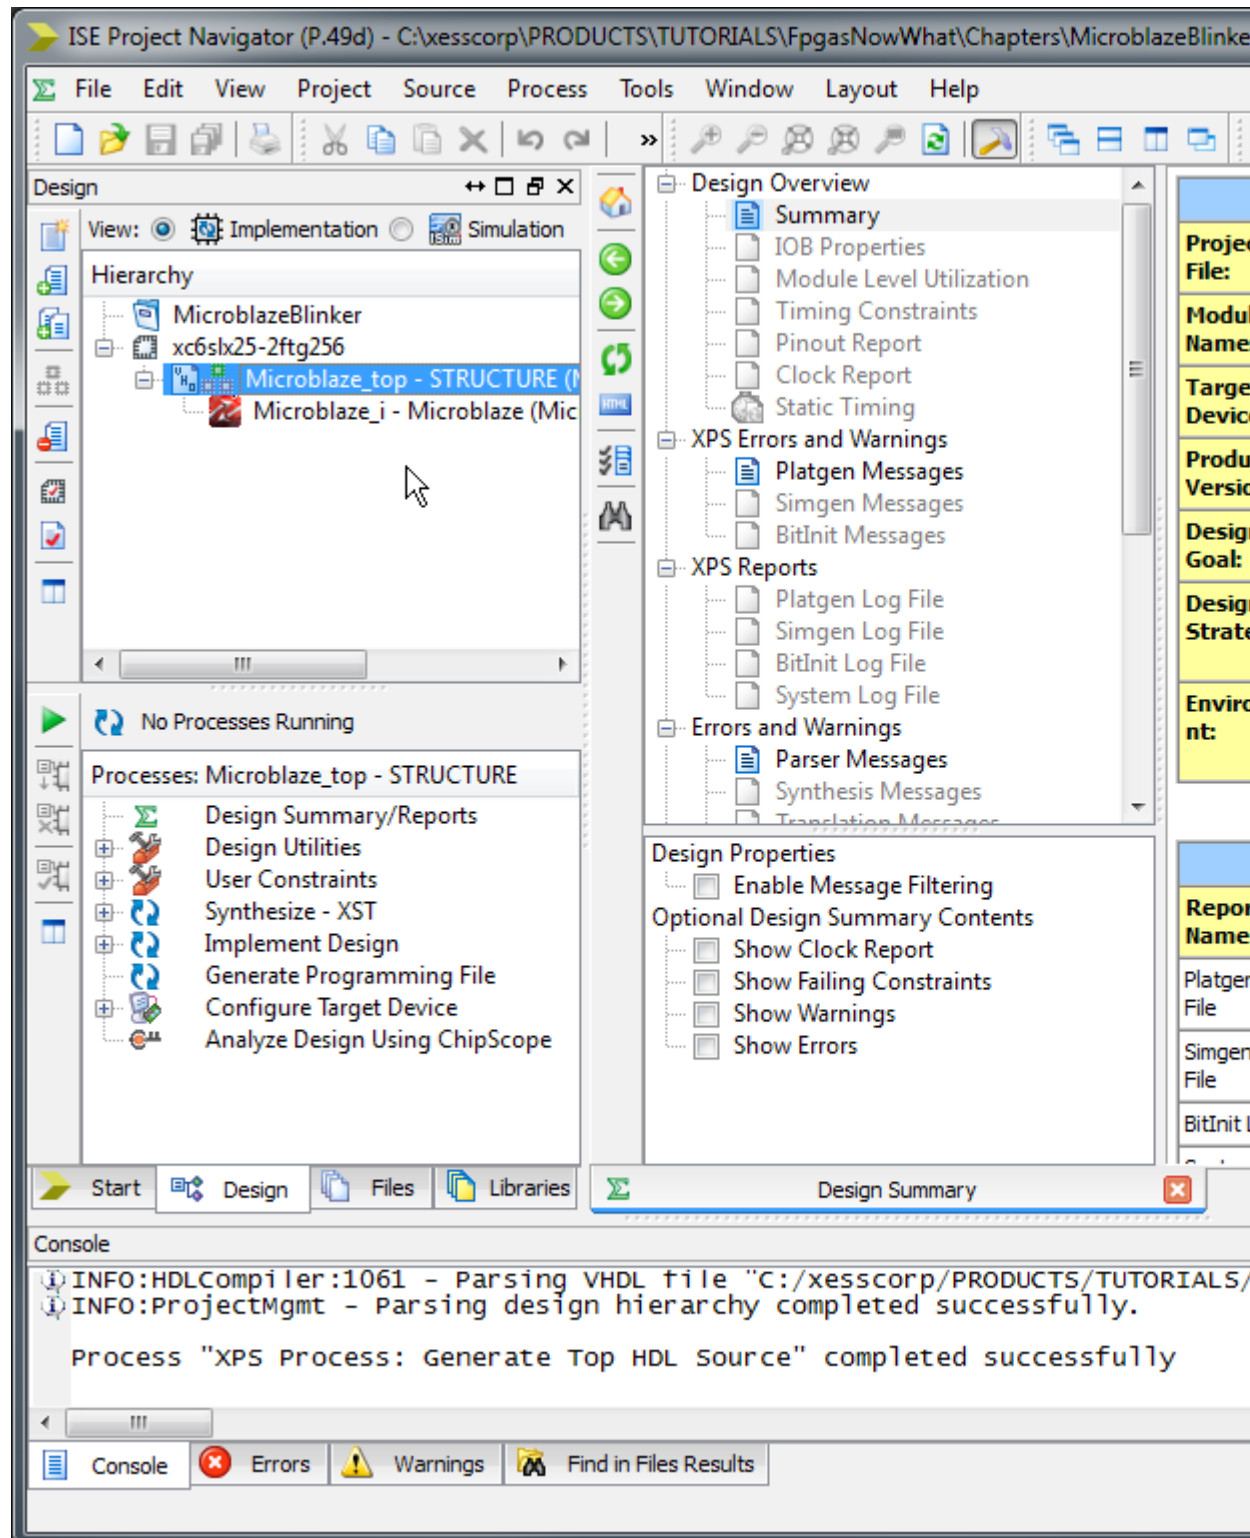 ISE Project Navigator (P.49d) - C:\xesscorp\PRODUCTS\TUTORIALS\FpgasNowWhat\Chapters\MicroblazeBlinke
File Edit View Project Source Process Tools Window Layout Help
Design
View: Implementation Simulation
Hierarchy
MicroblazeBlinker
xc6slx25-2ftg256
Microblaze_top - STRUCTURE (M
Microblaze_i - Microblaze (Mic
No Processes Running
Processes: Microblaze_top - STRUCTURE
Design Summary/Reports
Design Utilities
User Constraints
Synthesize - XST
Implement Design
Generate Programming File
Configure Target Device
Analyze Design Using ChipScope
Start Design Files Libraries
HTML
Design Overview
Summary
IOB Properties
Module Level Utilization
Timing Constraints
Pinout Report
Clock Report
Static Timing
XPS Errors and Warnings
Platgen Messages
Simgen Messages
BitInit Messages
XPS Reports
Platgen Log File
Simgen Log File
BitInit Log File
System Log File
Errors and Warnings
Parser Messages
Synthesis Messages
Translation Messages
Design Properties
Enable Message Filtering
Optional Design Summary Contents
Show Clock Report
Show Failing Constraints
Show Warnings
Show Errors
Design Summary
Projec
File:
Modul
Name
Targe
Device
Produ
Versio
Design
Goal:
Design
Strate
Enviro
nt:
Repor
Name
Platgen
File
Simgen
File
BitInit L
Console
INFO:HDLCompiler:1061 - Parsing VHDL file "C:/xesscorp/PRODUCTS/TUTORIALS/
INFO:ProjectMgmt - Parsing design hierarchy completed successfully.
Process "XPS Process: Generate Top HDL Source" completed successfully
Console Errors Warnings Find in Files Results